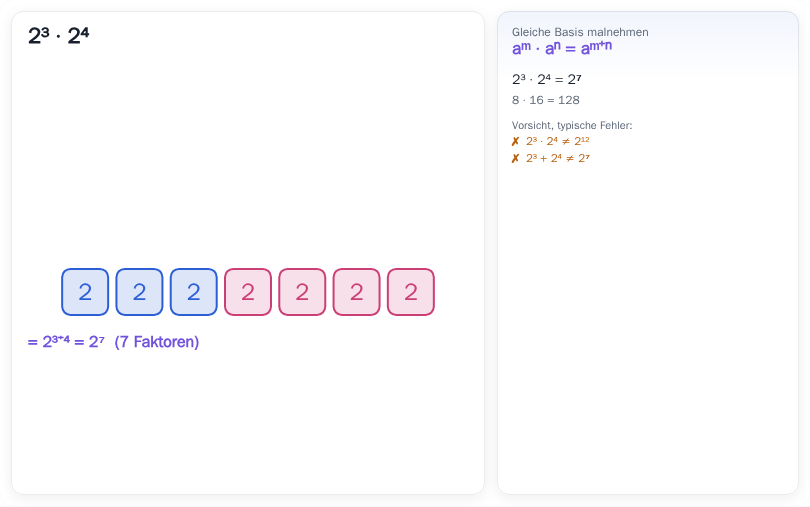 2³ · 2⁴
2 2 2 2 2 2 2
= 2³⁺⁴ = 2⁷ (7 Faktoren)
Gleiche Basis malnehmen
aᵐ · aⁿ = aᵐ⁺ⁿ
2³ · 2⁴ = 2⁷
8 · 16 = 128
Vorsicht, typische Fehler:
✗ 2³ · 2⁴ ≠ 2¹²
✗ 2³ + 2⁴ ≠ 2⁷